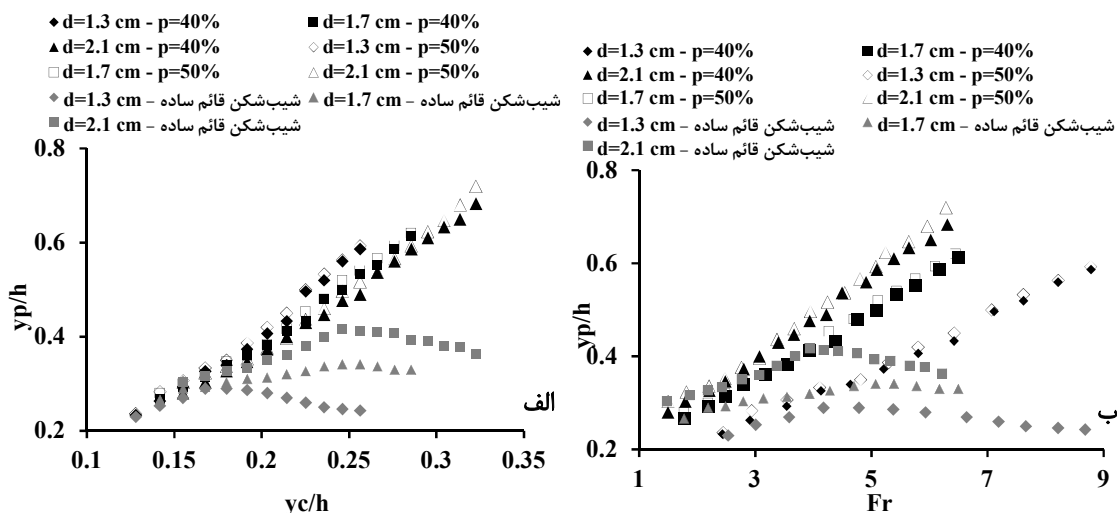 d=1.3 cm - p=40% d=1.7 cm - p=40%
d=2.1 cm - p=40% d=1.3 cm - p=50%
d=1.7 cm - p=50% d=2.1 cm - p=50%
d=1.3 cm – شیب‌شکن قائم ساده d=1.7 cm – شیب‌شکن قائم ساده
d=2.1 cm – شیب‌شکن قائم ساده
0.8
0.6
0.4
0.2
yp/h
0.1 0.15 0.2 0.25 0.3 0.35
yc/h
الف
d=1.3 cm - p=40% d=1.7 cm - p=40%
d=2.1 cm - p=40% d=1.3 cm - p=50%
d=1.7 cm - p=50% d=2.1 cm - p=50%
d=1.3 cm – شیب‌شکن قائم ساده d=1.7 cm – شیب‌شکن قائم ساده
d=2.1 cm – شیب‌شکن قائم ساده
0.8
0.6
0.4
0.2
yp/h
1 3 5 7 9
Fr
ب